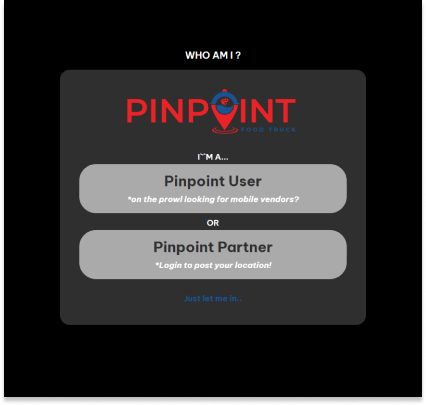 WHO AM I ?
PINPOINT
FOOD TRUCK
I``M A...
Pinpoint User
*on the prowl looking for mobile vendors?
OR
Pinpoint Partner
*Login to post your location!
Just let me in..